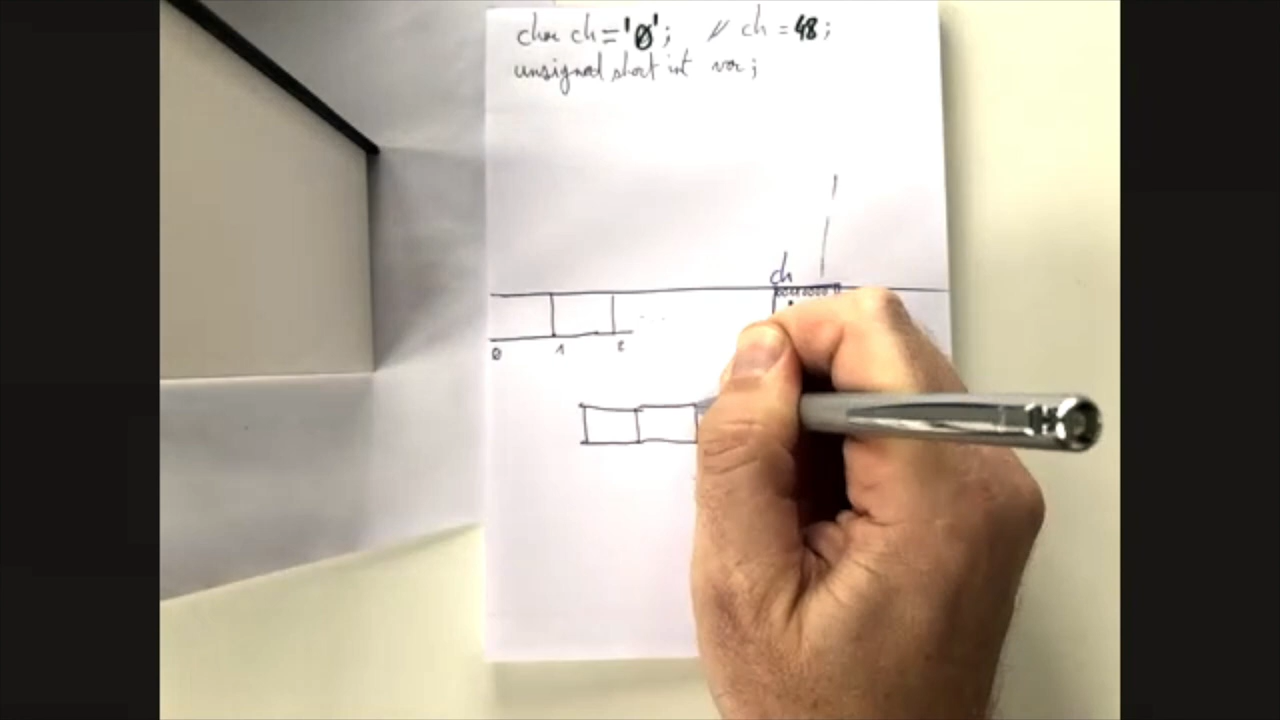 char ch = '0'; // ch = 48;
unsigned short int var;
ch
0 1 2